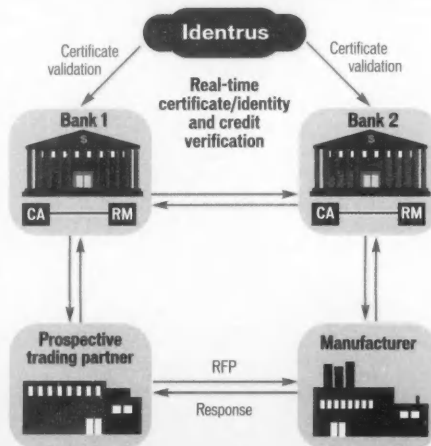 Identrus
Certificate
validation
Certificate
validation
Real-time
certificate/identity
and credit
verification
Bank 1
Bank 2
$
$
CA
RM
CA
RM
Prospective
trading partner
Manufacturer
RFP
Response